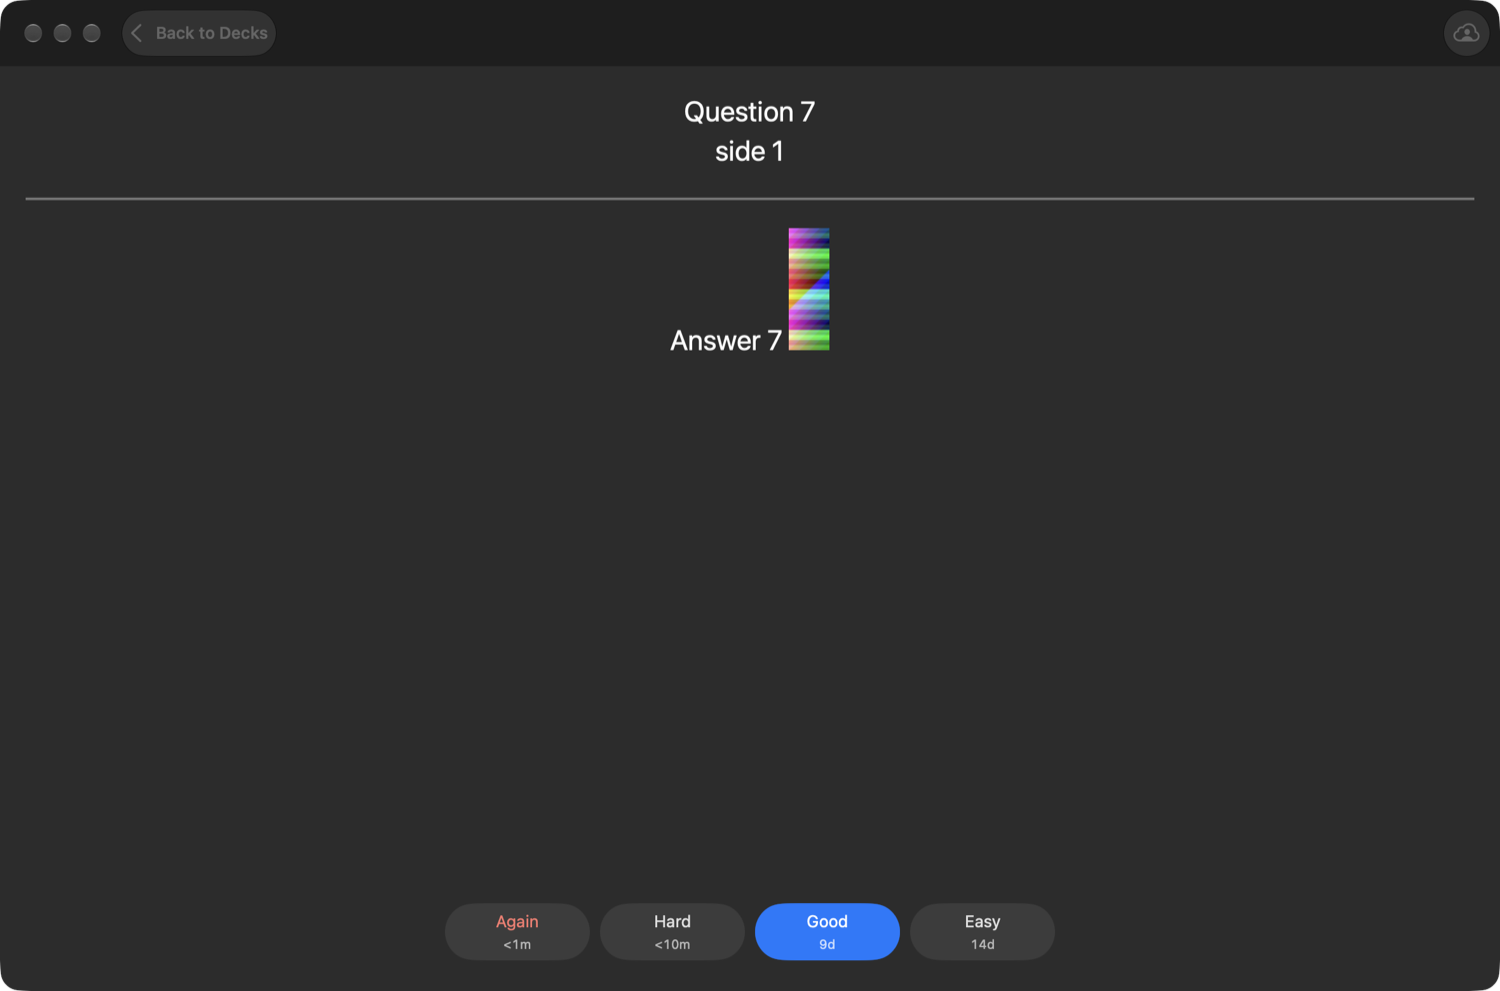 Back to Decks
Question 7
side 1
Answer 7
Again
<1m
Hard
<10m
Good
9d
Easy
14d